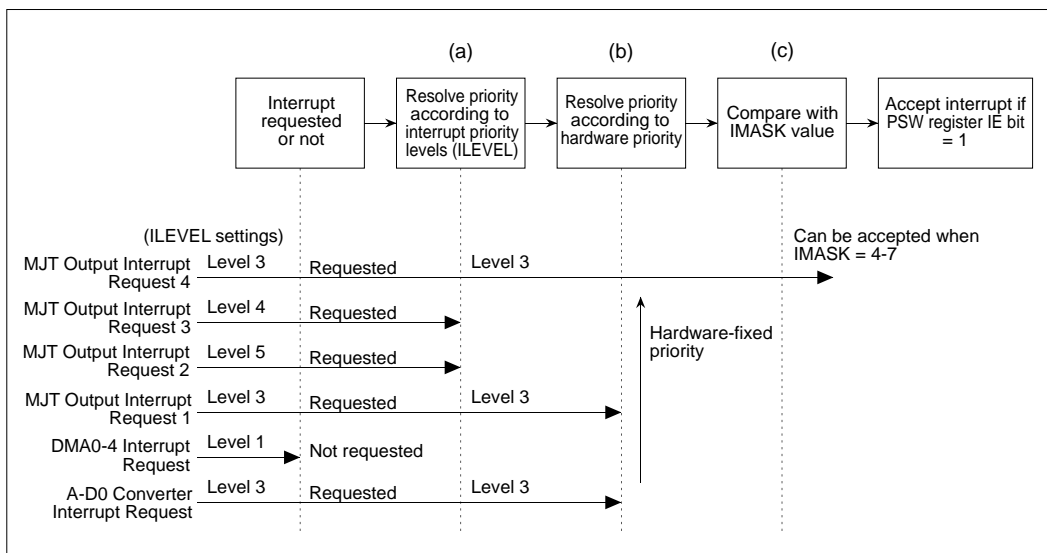 (a)
(b)
(c)
Interrupt
requested
or not
Resolve priority
according to
interrupt priority
levels (ILEVEL)
Resolve priority
according to
hardware priority
Compare with
IMASK value
Accept interrupt if
PSW register IE bit
= 1
(ILEVEL settings)
Can be accepted when
IMASK = 4-7
MJT Output Interrupt
Request 4
Level 3
Requested
Level 3
MJT Output Interrupt
Request 3
Level 4
Requested
Hardware-fixed
priority
MJT Output Interrupt
Request 2
Level 5
Requested
MJT Output Interrupt
Request 1
Level 3
Requested
Level 3
DMA0-4 Interrupt
Request
Level 1
Not requested
A-D0 Converter
Interrupt Request
Level 3
Requested
Level 3